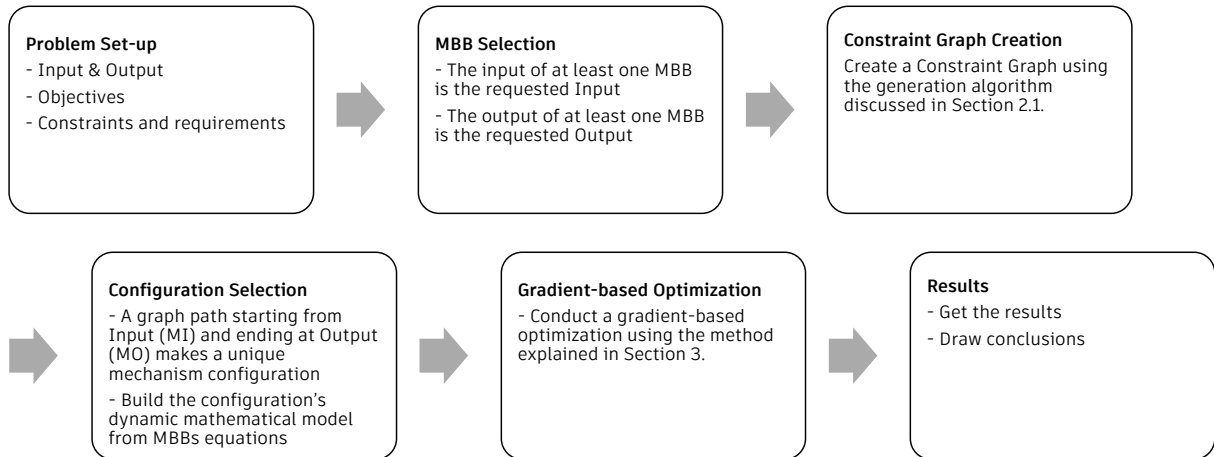 Problem Set-up
- Input & Output
- Objectives
- Constraints and requirements
MBB Selection
- The input of at least one MBB
is the requested Input
- The output of at least one MBB
is the requested Output
Constraint Graph Creation
Create a Constraint Graph using
the generation algorithm
discussed in Section 2.1.
Configuration Selection
- A graph path starting from
Input (MI) and ending at Output
(MO) makes a unique
mechanism configuration
- Build the configuration's
dynamic mathematical model
from MBBs equations
Gradient-based Optimization
- Conduct a gradient-based
optimization using the method
explained in Section 3.
Results
- Get the results
- Draw conclusions